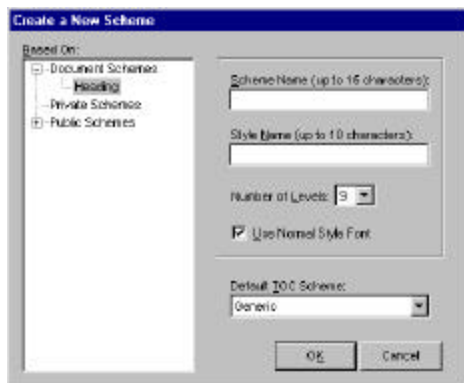 Create a New Scheme
Based On:
Document Schemes
Heading
Private Schemes
Public Schemes
Scheme Name (up to 15 characters):
Style Name (up to 10 characters):
Number of Levels: 9
Use Normal Style Font
Default TOC Scheme:
Generic
OK
Cancel